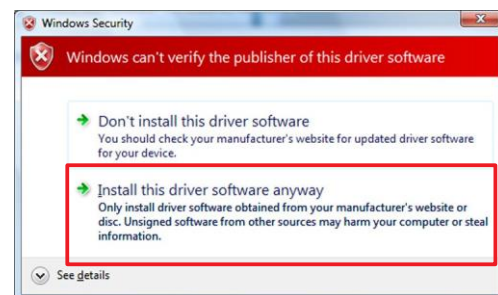 Windows Security
Windows can't verify the publisher of this driver software
Don't install this driver software
You should check your manufacturer's website for updated driver software
for your device.
Install this driver software anyway
Only install driver software obtained from your manufacturer's website or
disc. Unsigned software from other sources may harm your computer or steal
information.
See details